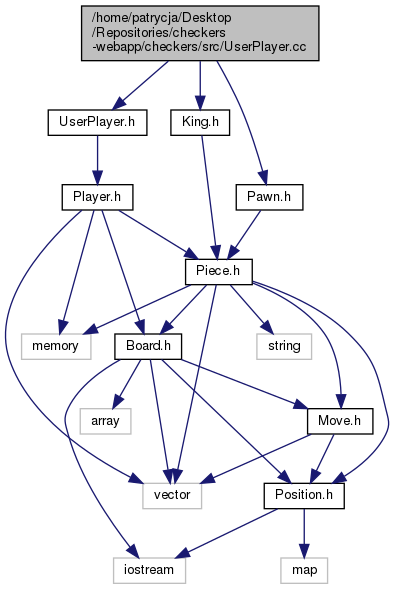 /home/patrycja/Desktop
/Repositories/checkers
-webapp/checkers/src/UserPlayer.cc
UserPlayer.h
King.h
Player.h
Pawn.h
Piece.h
memory
Board.h
string
array
Move.h
vector
Position.h
iostream
map